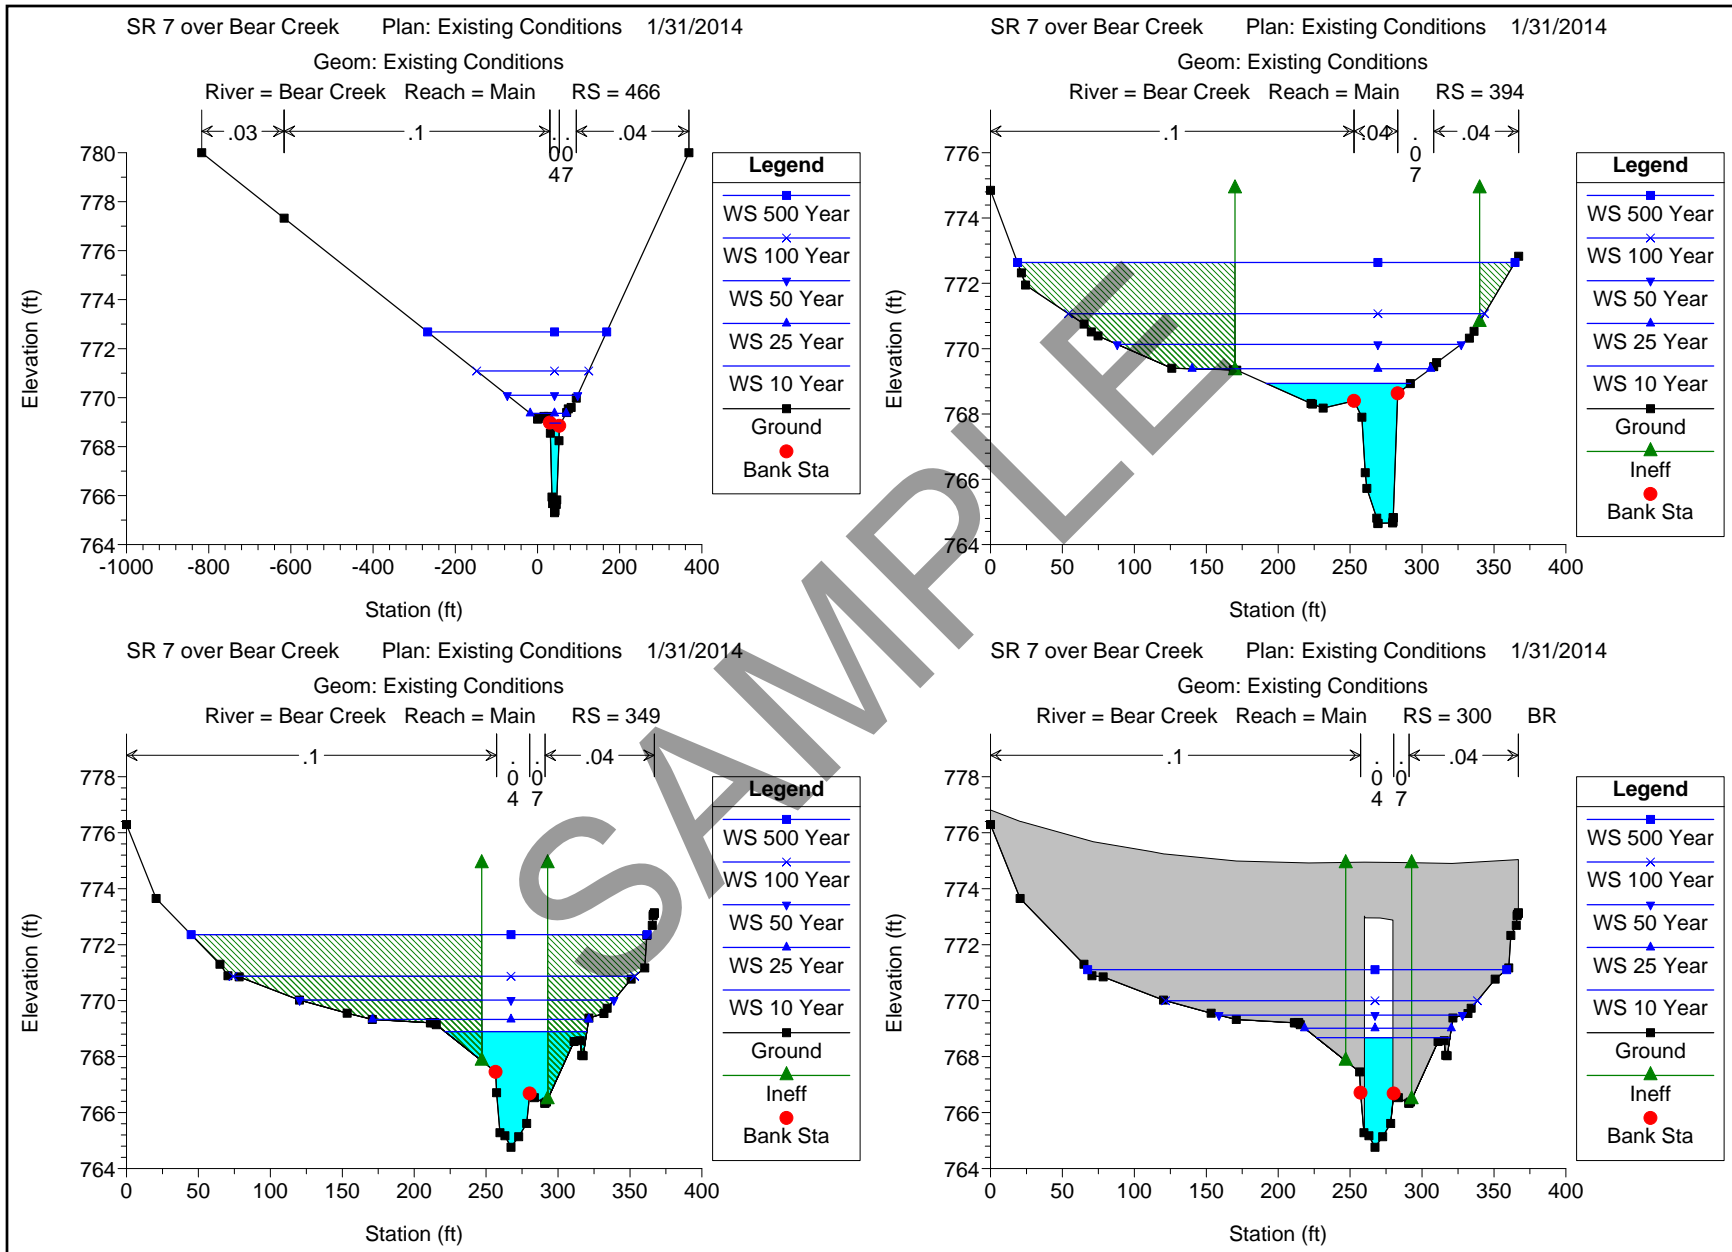 SR 7 over Bear Creek Plan: Existing Conditions 1/31/2014
Geom: Existing Conditions
River = Bear Creek Reach = Main RS = 466
.03 .1 . . .04
00
47
780
778
776
774
772
770
768
766
764
-1000 -800 -600 -400 -200 0 200 400
Station (ft)
Elevation (ft)
Legend
WS 500 Year
WS 100 Year
WS 50 Year
WS 25 Year
WS 10 Year
Ground
Bank Sta
SR 7 over Bear Creek Plan: Existing Conditions 1/31/2014
Geom: Existing Conditions
River = Bear Creek Reach = Main RS = 394
.1 .04 . .04
0
7
776
774
772
770
768
766
764
0 50 100 150 200 250 300 350 400
Station (ft)
Elevation (ft)
Legend
WS 500 Year
WS 100 Year
WS 50 Year
WS 25 Year
WS 10 Year
Ground
Ineff
Bank Sta
SR 7 over Bear Creek Plan: Existing Conditions 1/31/2014
Geom: Existing Conditions
River = Bear Creek Reach = Main RS = 349
.1 . . .04
0 0
4 7
778
776
774
772
770
768
766
764
0 50 100 150 200 250 300 350 400
Station (ft)
Elevation (ft)
Legend
WS 500 Year
WS 100 Year
WS 50 Year
WS 25 Year
WS 10 Year
Ground
Ineff
Bank Sta
SR 7 over Bear Creek Plan: Existing Conditions 1/31/2014
Geom: Existing Conditions
River = Bear Creek Reach = Main RS = 300 BR
.1 . . .04
0 0
4 7
778
776
774
772
770
768
766
764
0 50 100 150 200 250 300 350 400
Station (ft)
Elevation (ft)
Legend
WS 500 Year
WS 100 Year
WS 50 Year
WS 25 Year
WS 10 Year
Ground
Ineff
Bank Sta
SAMPLE